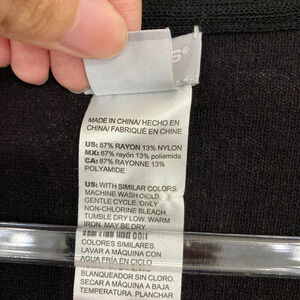 MADE IN CHINA/ HECHO EN
CHINA/ FABRIQUÉ EN CHINE
US: 87% RAYON 13% NYLON
MX: 87% rayón 13% poliamida
CA: 87% RAYONNE 13%
POLYAMIDE
US: WITH SIMILAR COLORS
MACHINE WASH COLD,
GENTLE CYCLE. ONLY
NON-CHLORINE BLEACH.
TUMBLE DRY LOW. WARM
IRON. MAY BE DRY
COLORES SIMILARES.
LAVAR A MÁQUINA CON
AGUA FRÍA EN CICLO
BLANQUEADOR SIN CLORO.
SECAR A MÁQUINA A BAJA
TEMPERATURA. PLANCHAR